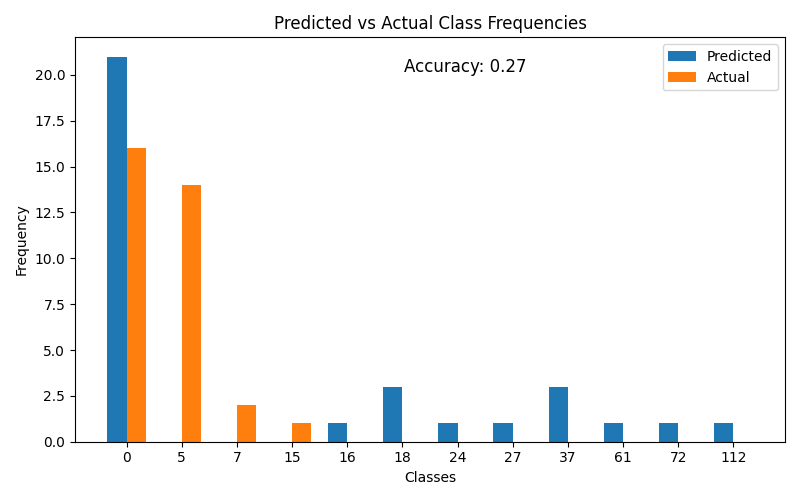 Predicted vs Actual Class Frequencies
Accuracy: 0.27
Predicted
Actual
Frequency
20.0
17.5
15.0
12.5
10.0
7.5
5.0
2.5
0.0
0 5 7 15 16 18 24 27 37 61 72 112
Classes